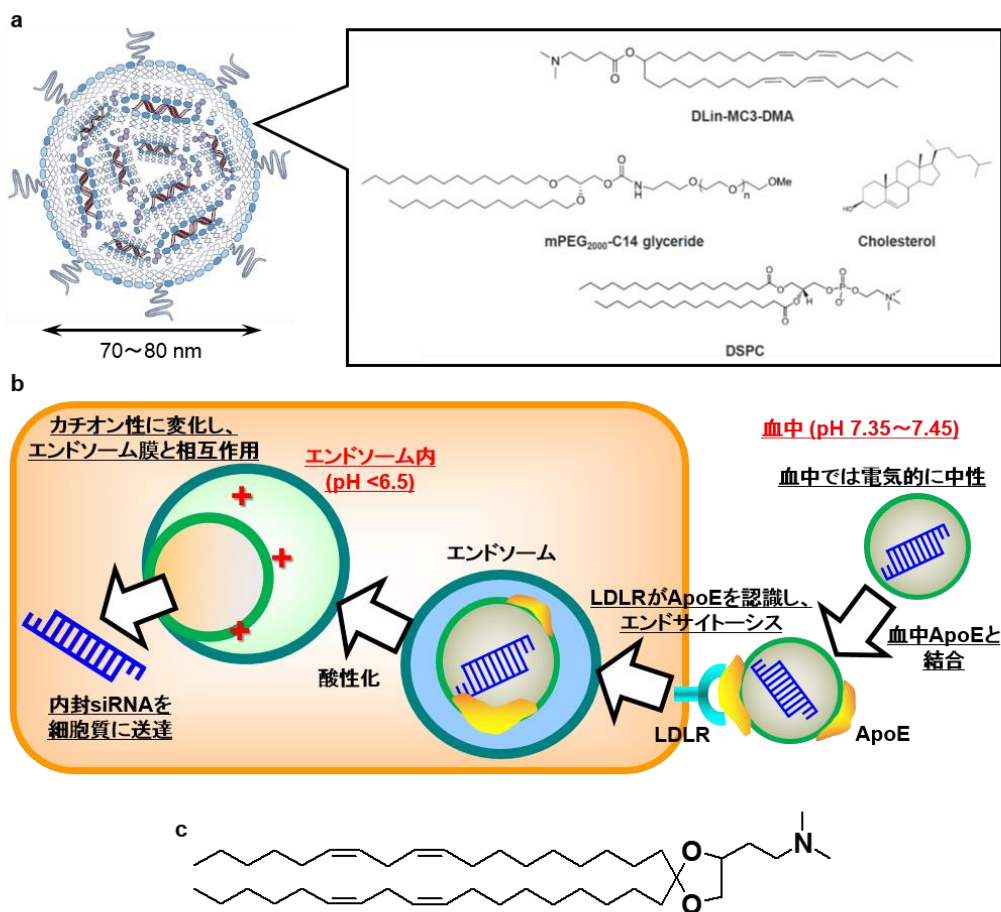 a
DLin-MC3-DMA
mPEG2000-C14 glyceride
Cholesterol
DSPC
70～80 nm
b
カチオン性に変化し、
エンドソーム膜と相互作用
エンドソーム内
(pH <6.5)
血中 (pH 7.35～7.45)
血中では電気的に中性
エンドソーム
LDLRがApoEを認識し、
エンドサイトーシス
血中ApoEと
結合
酸性化
内封siRNAを
細胞質に送達
LDLR
ApoE
c
N
O
O